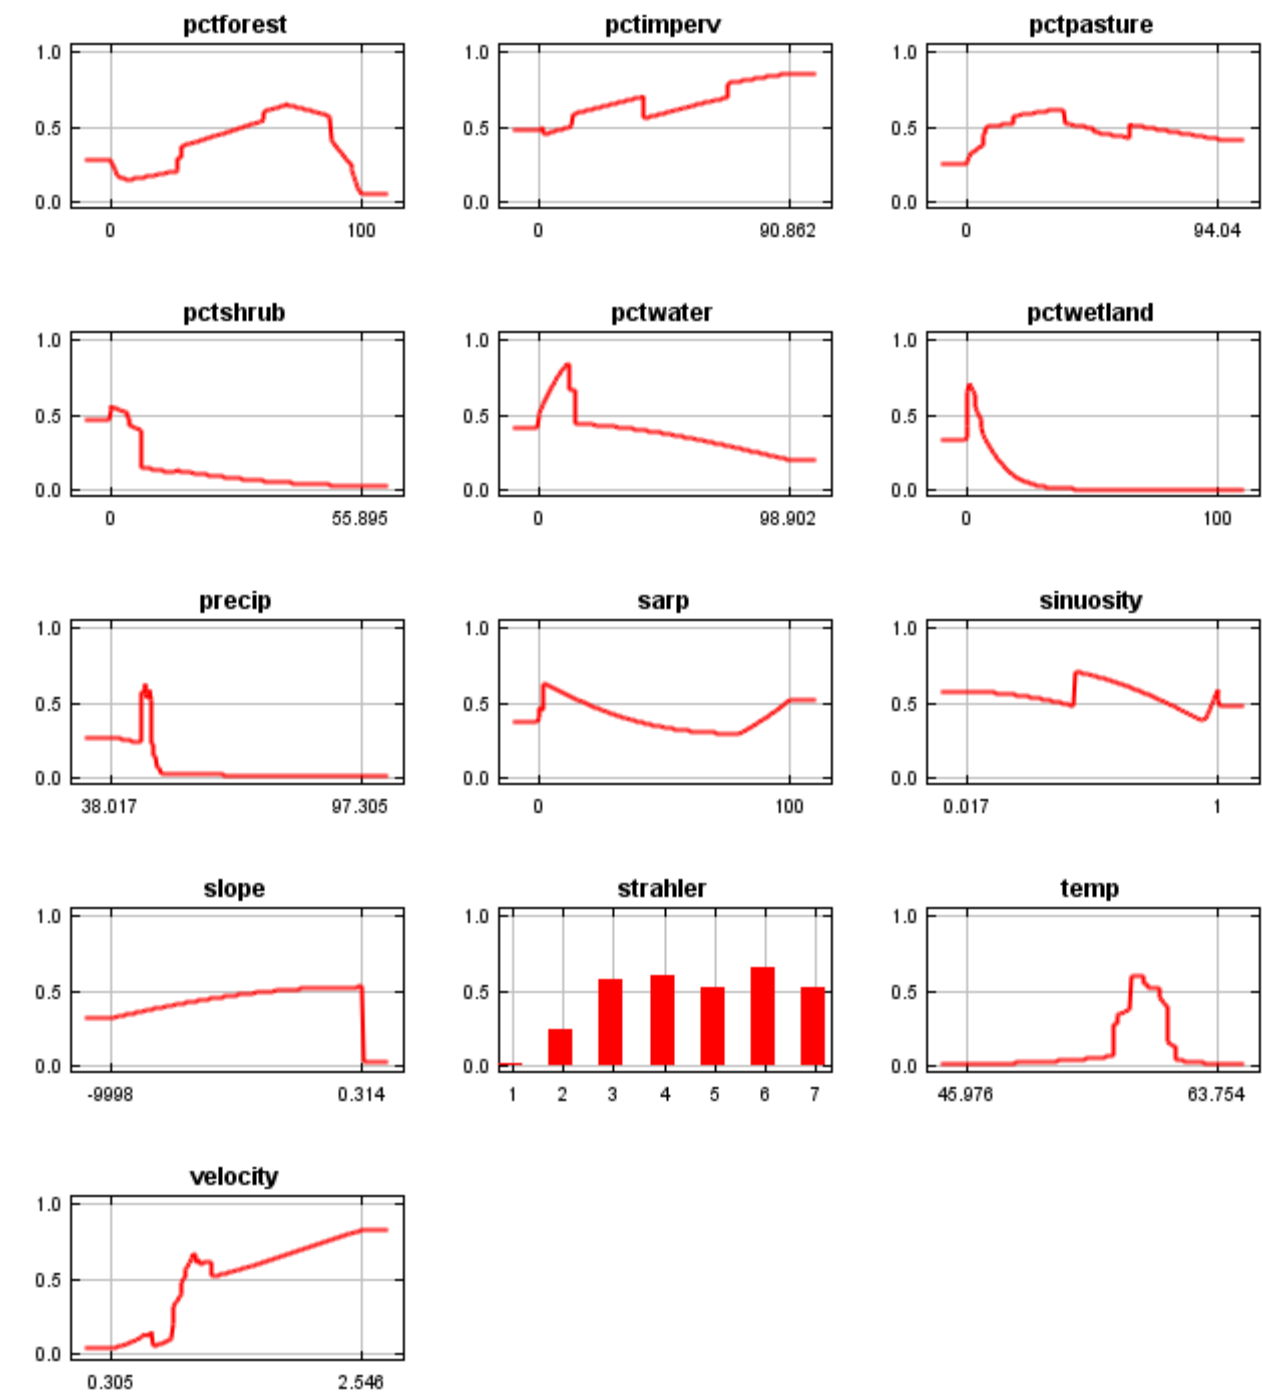 pctforest pctimperv pctpasture
1.0 1.0 1.0
0.5 0.5 0.5
0.0 0.0 0.0
0 100 0 90.862 0 94.04
pctshrub pctwater pctwetland
1.0 1.0 1.0
0.5 0.5 0.5
0.0 0.0 0.0
0 55.895 0 98.902 0 100
precip sarp sinuosity
1.0 1.0 1.0
0.5 0.5 0.5
0.0 0.0 0.0
38.017 97.305 0 100 0.017 1
slope strahler temp
1.0 1.0 1.0
0.5 0.5 0.5
0.0 0.0 0.0
-9998 0.314 1 2 3 4 5 6 7 45.976 63.754
velocity
1.0
0.5
0.0
0.305 2.546